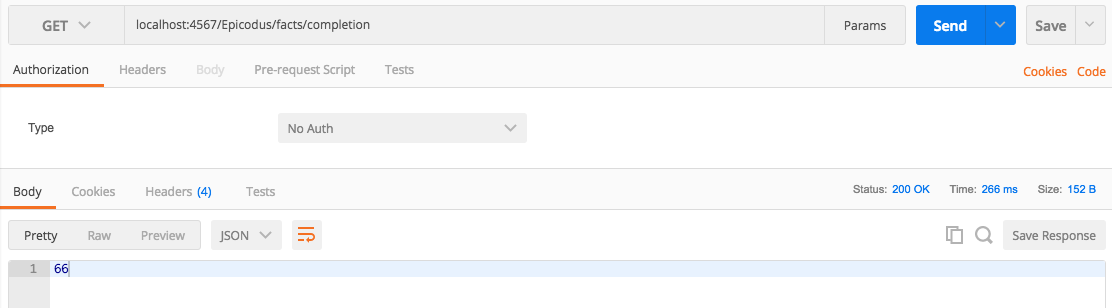 GET localhost:4567/Epicodus/facts/completion Params Send Save
Authorization Headers Body Pre-request Script Tests Cookies Code
Type No Auth
Body Cookies Headers (4) Tests Status: 200 OK Time: 266 ms Size: 152 B
Pretty Raw Preview JSON Save Response
1 66